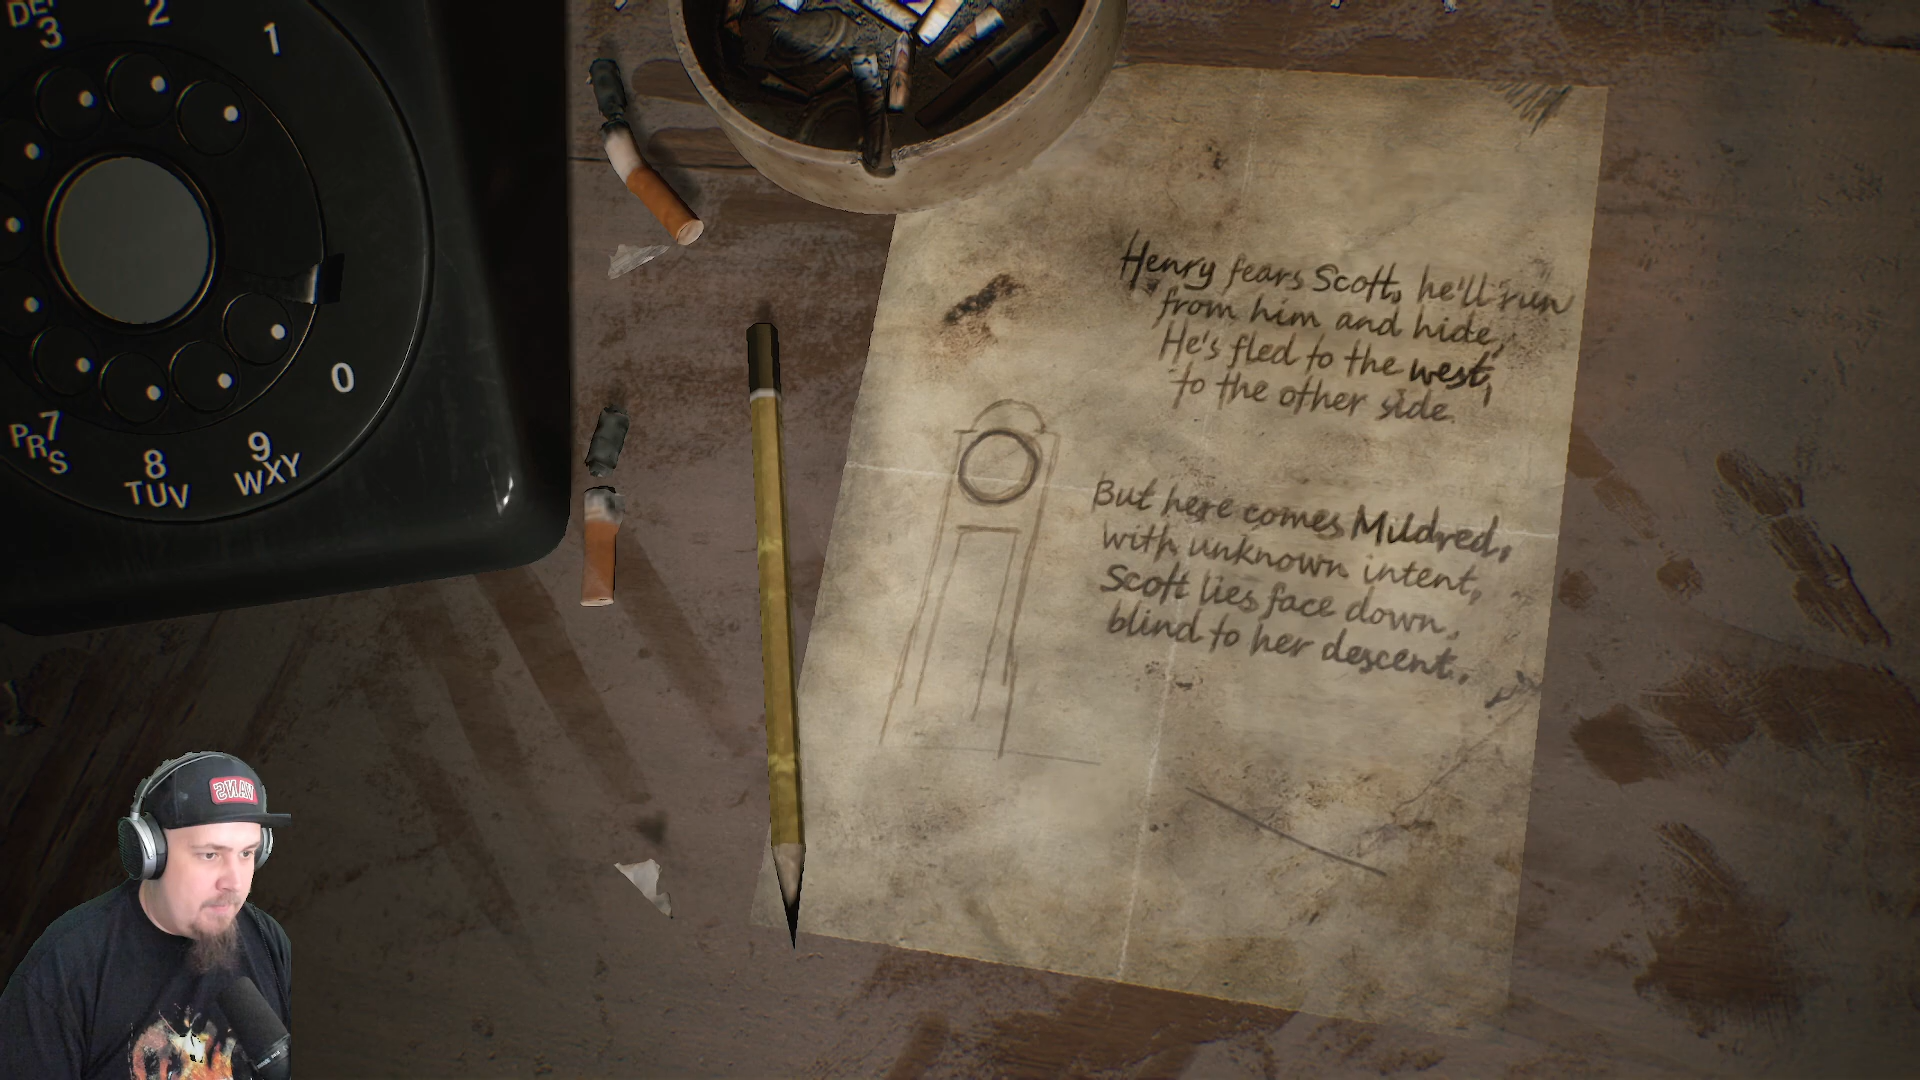 DEF
3
2
1
0
PRS
7
8
TUV
9
WXY
Henry fears Scott, he'll run
from him and hide,
He's fled to the west,
to the other side.
But here comes Mildred,
with unknown intent,
Scott lies face down,
blind to her descent.
VANS